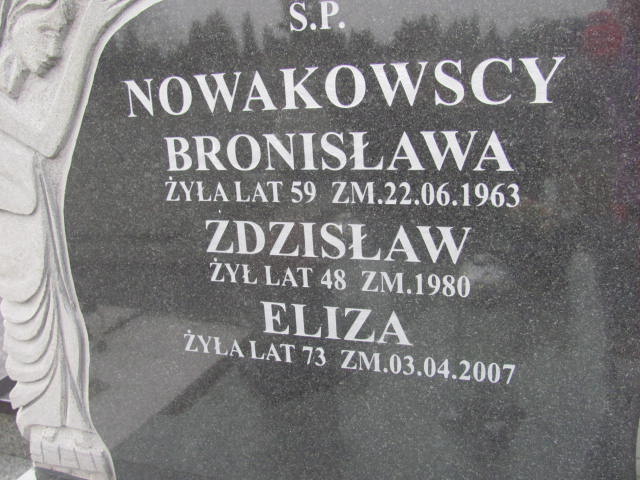 S.P.
NOWAKOWSCY
BRONISŁAWA
ŻYŁA LAT 59 ZM.22.06.1963
ZDZISŁAW
ŻYŁ LAT 48 ZM.1980
ELIZA
ŻYŁA LAT 73 ZM.03.04.2007